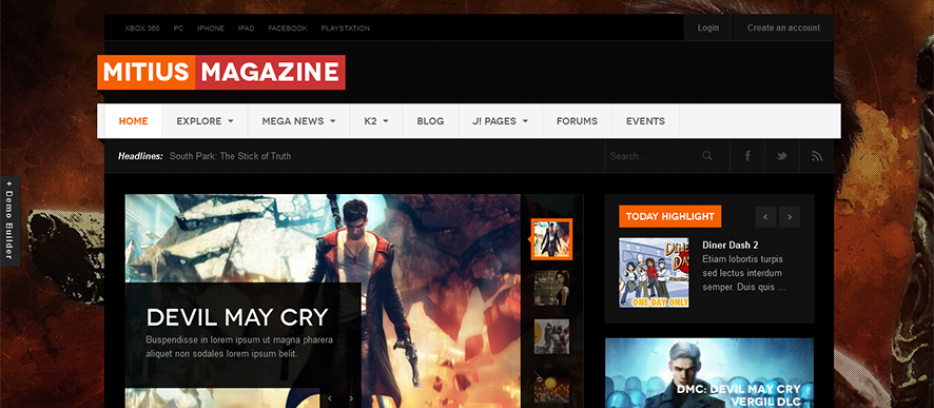 XBOX 360 PC IPHONE IPAD FACEBOOK PLAYSTATION Login Create an account
MITIUS MAGAZINE
HOME EXPLORE MEGA NEWS K2 BLOG J! PAGES FORUMS EVENTS
Headlines: South Park: The Stick of Truth Search...
+ Demo Builder
TODAY HIGHLIGHT
Diner Dash 2
Etiam lobortis turpis
sed lectus interdum
semper. Duis quis ...
ONE DAY ONLY
DEVIL MAY CRY
Buspendisse in lorem ipsum ut magna pharera
aliquet non sodales lorem ipsum belit.
DMC: DEVIL MAY CRY
VERGIL DLC